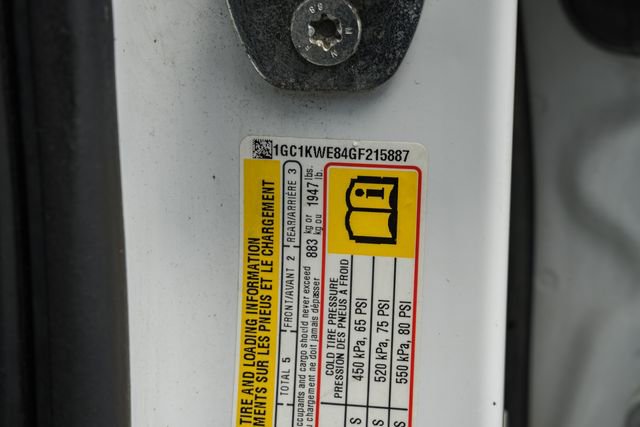 1GC1KWE84GF215887
TIRE AND LOADING INFORMATION
MENTS SUR LES PNEUS ET LE CHARGEMENT
TOTAL 5 FRONT/AVANT 2 REAR/ARRIÈRE 3
occupants and cargo should never exceed 883 kg or 1947 lbs.
chargement ne doit jamais dépasser kg ou lb.
COLD TIRE PRESSURE
PRESSION DES PNEUS À FROID
450 kPa, 65 PSI
520 kPa, 75 PSI
550 kPa, 80 PSI